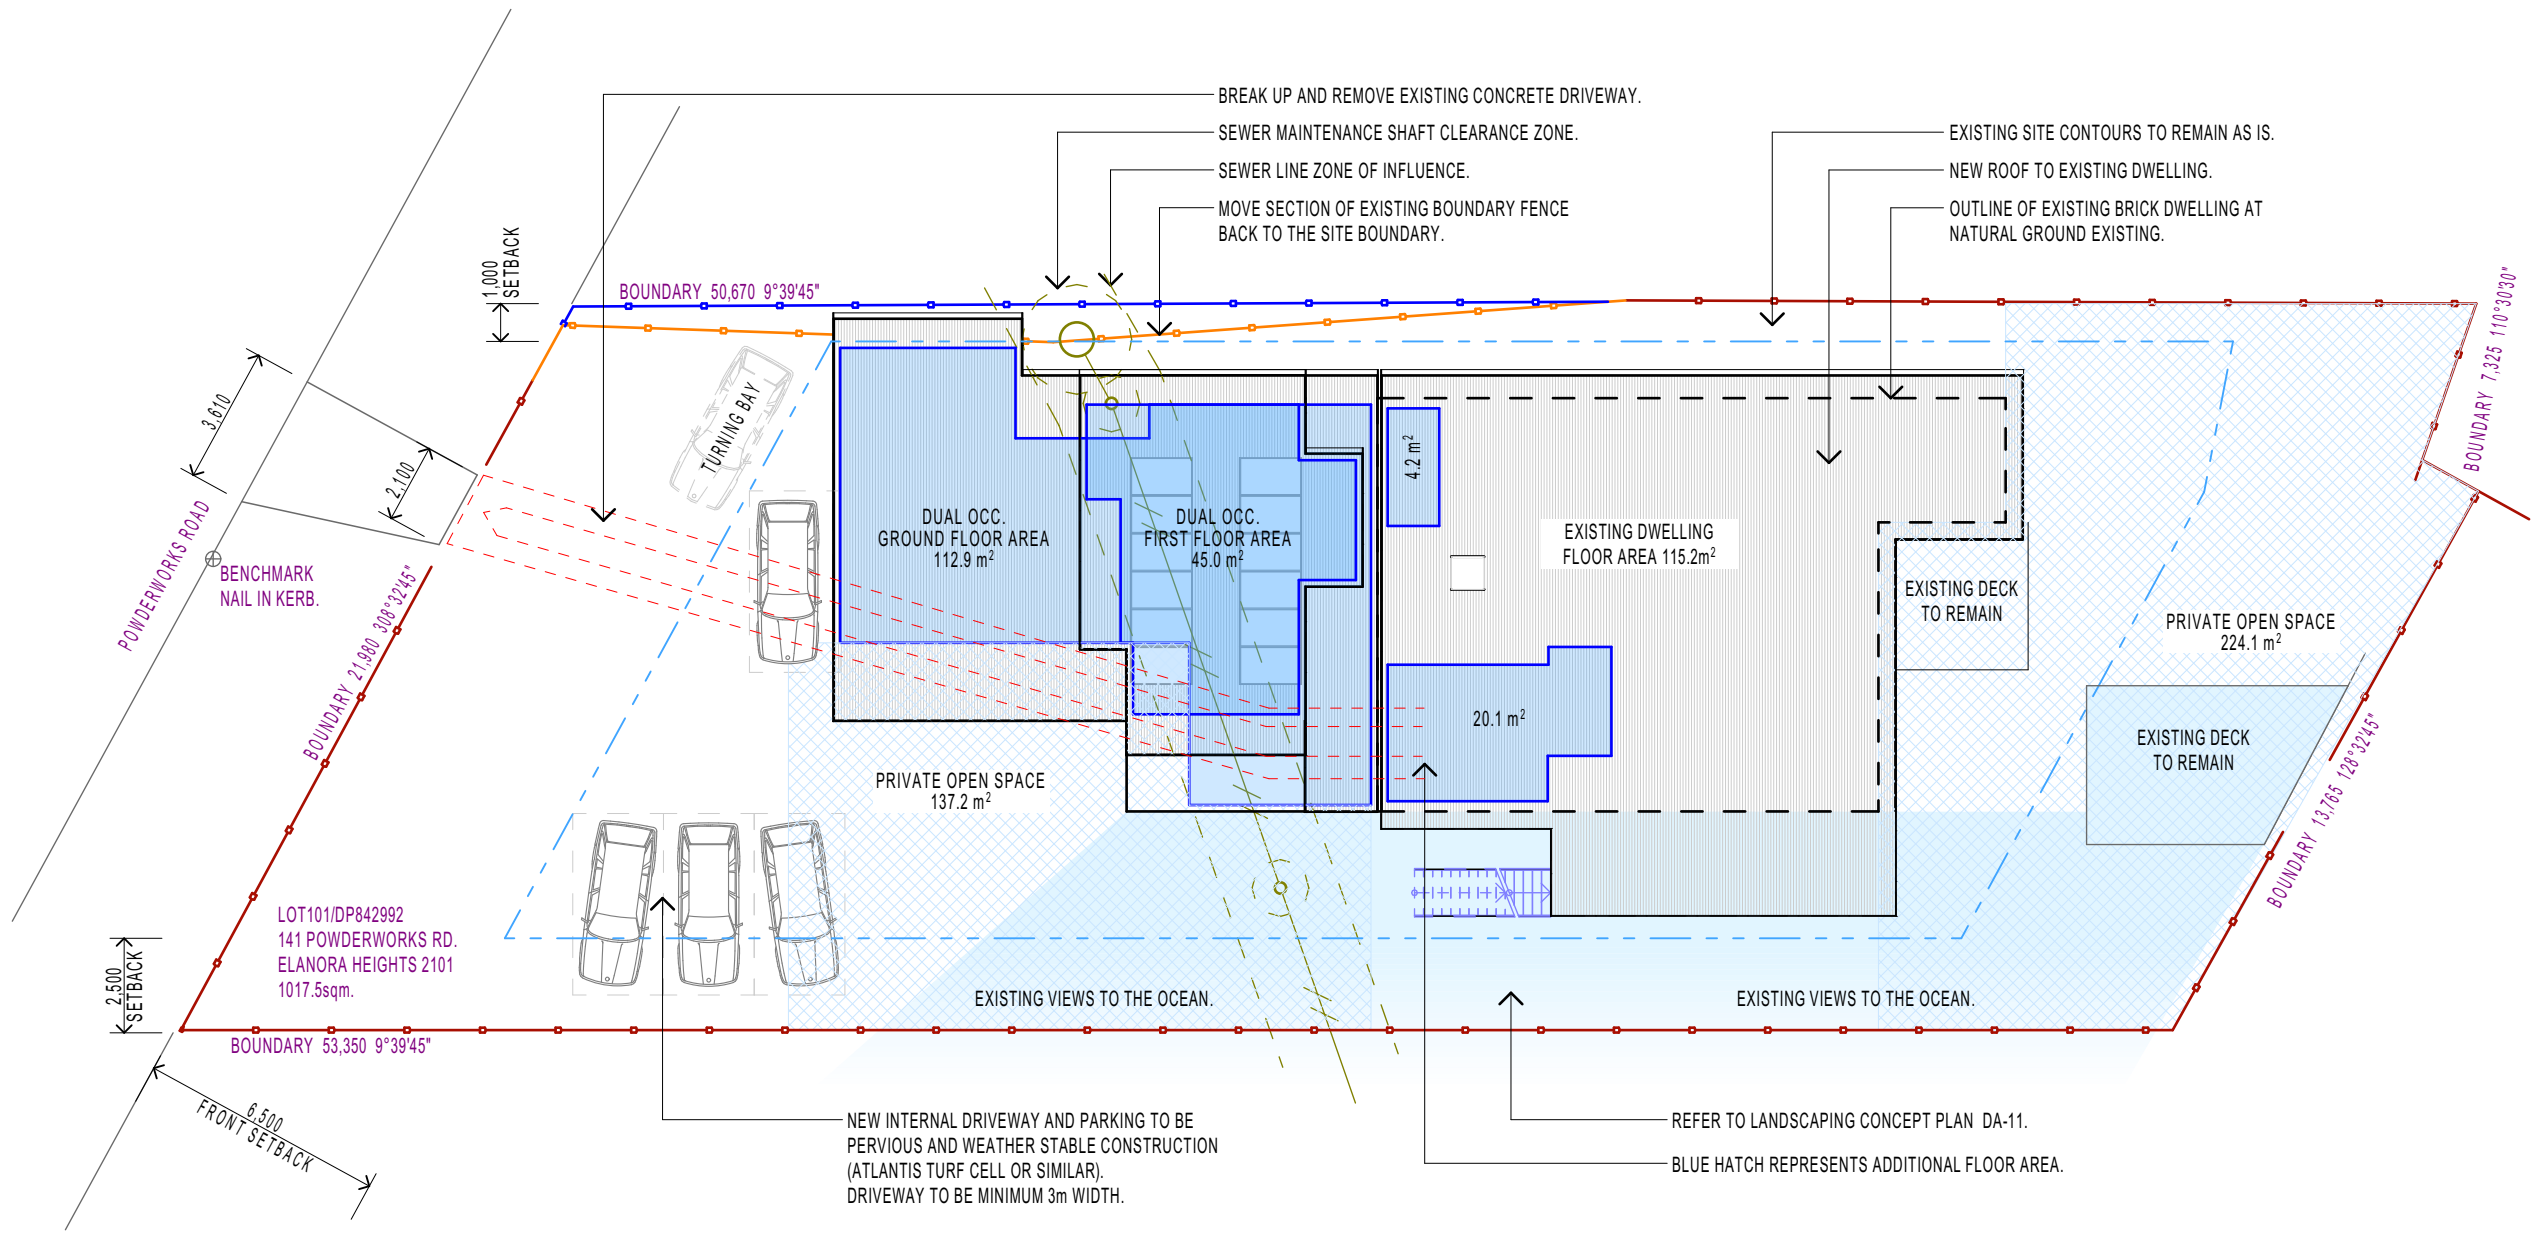 BREAK UP AND REMOVE EXISTING CONCRETE DRIVEWAY.
SEWER MAINTENANCE SHAFT CLEARANCE ZONE.
SEWER LINE ZONE OF INFLUENCE.
MOVE SECTION OF EXISTING BOUNDARY FENCE
BACK TO THE SITE BOUNDARY.
EXISTING SITE CONTOURS TO REMAIN AS IS.
NEW ROOF TO EXISTING DWELLING.
OUTLINE OF EXISTING BRICK DWELLING AT
NATURAL GROUND EXISTING.
1,000
SETBACK
BOUNDARY 50,670 9°39'45"
BOUNDARY 7,325 110°30'30"
3,610
2,100
TURNING BAY
POWDERWORKS ROAD
BENCHMARK
NAIL IN KERB.
BOUNDARY 21,980 308°32'45"
DUAL OCC.
GROUND FLOOR AREA
112.9 m²
DUAL OCC.
FIRST FLOOR AREA
45.0 m²
4.2 m²
EXISTING DWELLING
FLOOR AREA 115.2m²
EXISTING DECK
TO REMAIN
PRIVATE OPEN SPACE
224.1 m²
20.1 m²
EXISTING DECK
TO REMAIN
PRIVATE OPEN SPACE
137.2 m²
BOUNDARY 13,765 128°32'45"
LOT101/DP842992
141 POWDERWORKS RD.
ELANORA HEIGHTS 2101
1017.5sqm.
2,500
SETBACK
EXISTING VIEWS TO THE OCEAN.
EXISTING VIEWS TO THE OCEAN.
BOUNDARY 53,350 9°39'45"
6,500
FRONT SETBACK
NEW INTERNAL DRIVEWAY AND PARKING TO BE
PERVIOUS AND WEATHER STABLE CONSTRUCTION
(ATLANTIS TURF CELL OR SIMILAR).
DRIVEWAY TO BE MINIMUM 3m WIDTH.
REFER TO LANDSCAPING CONCEPT PLAN DA-11.
BLUE HATCH REPRESENTS ADDITIONAL FLOOR AREA.